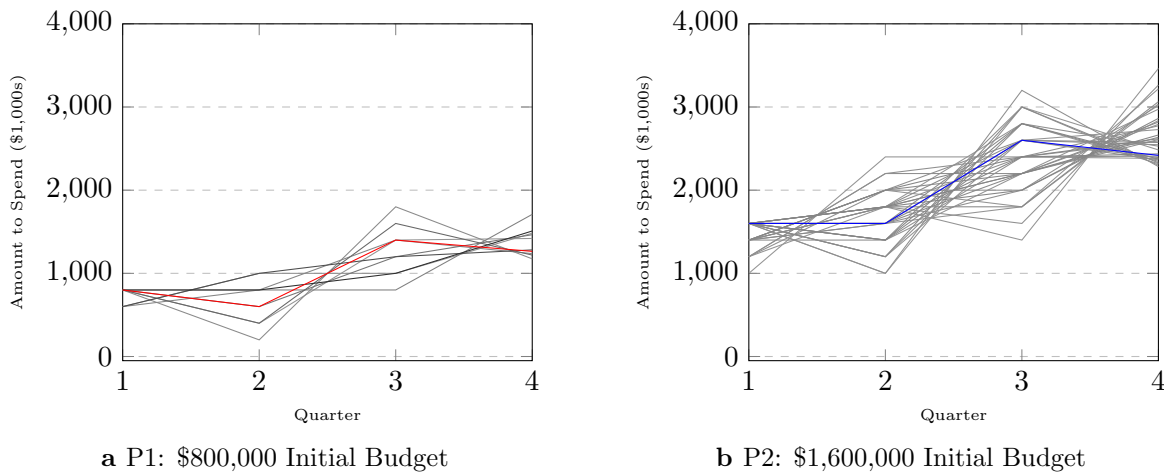 4,000
3,000
2,000
1,000
0
1 2 3 4
Amount to Spend ($1,000s)
Quarter
a P1: $800,000 Initial Budget
4,000
3,000
2,000
1,000
0
1 2 3 4
Amount to Spend ($1,000s)
Quarter
b P2: $1,600,000 Initial Budget